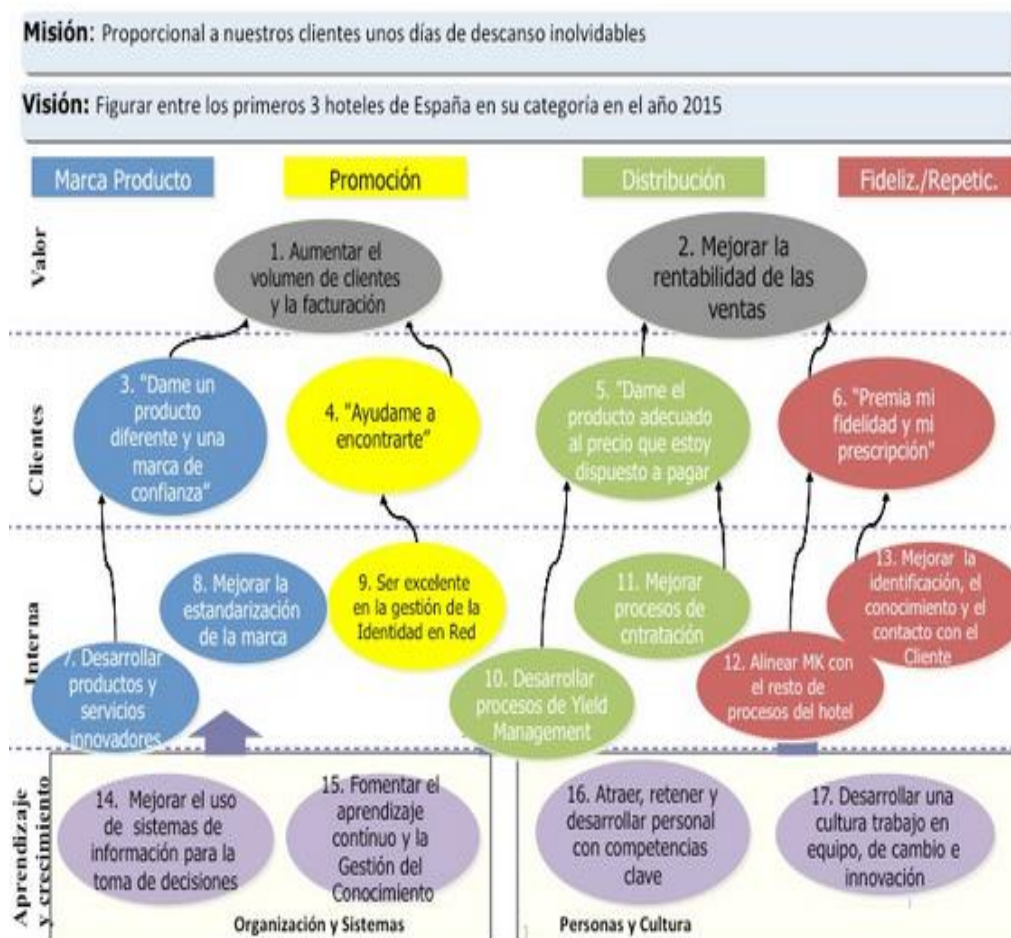 Misión: Proporcional a nuestros clientes unos días de descanso inolvidables
Visión: Figurar entre los primeros 3 hoteles de España en su categoría en el año 2015
Marca Producto
Promoción
Distribución
Fideliz./Repetic.
Valor
1. Aumentar el
volumen de clientes
y la facturación
2. Mejorar la
rentabilidad de las
ventas
Clientes
3. "Dame un
producto
diferente y una
marca de
confianza”
4. "Ayudame a
encontrarte”
5. "Dame el
producto adecuado
al precio que estoy
dispuesto a pagar
6. "Premia mi
fidelidad y mi
prescripción"
Interna
7. Desarrollar
productos y
servicios
innovadores
8. Mejorar la
estandarización
de la marca
9. Ser excelente
en la gestión de la
Identidad en Red
10. Desarrollar
procesos de Yield
Management
11. Mejorar
procesos de
cntratación
12. Alinear MK con
el resto de
procesos del hotel
13. Mejorar la
identificación, el
conocimiento y el
contacto con el
Cliente
Aprendizaje
y crecimiento
14. Mejorar el uso
de sistemas de
información para la
toma de decisiones
15. Fomentar el
aprendizaje
contínuo y la
Gestión del
Conocimiento
16. Atraer, retener y
desarrollar personal
con competencias
clave
17. Desarrollar una
cultura trabajo en
equipo, de cambio e
innovación
Organización y Sistemas
Personas y Cultura
1